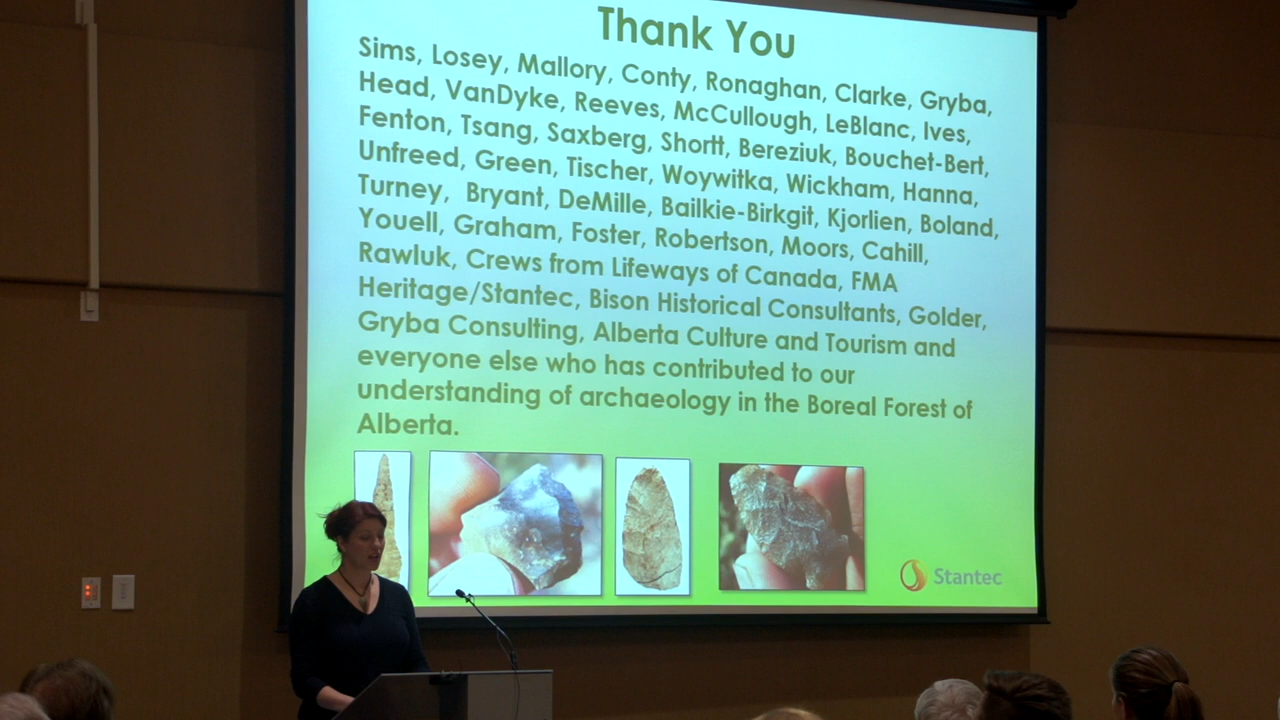 Thank You
Sims, Losey, Mallory, Conty, Ronaghan, Clarke, Gryba,
Head, VanDyke, Reeves, McCullough, LeBlanc, Ives,
Fenton, Tsang, Saxberg, Shortt, Bereziuk, Bouchet-Bert,
Unfreed, Green, Tischer, Woywitka, Wickham, Hanna,
Turney, Bryant, DeMille, Bailkie-Birkgit, Kjorlien, Boland,
Youell, Graham, Foster, Robertson, Moors, Cahill,
Rawluk, Crews from Lifeways of Canada, FMA
Heritage/Stantec, Bison Historical Consultants, Golder,
Gryba Consulting, Alberta Culture and Tourism and
everyone else who has contributed to our
understanding of archaeology in the Boreal Forest of
Alberta.
Stantec